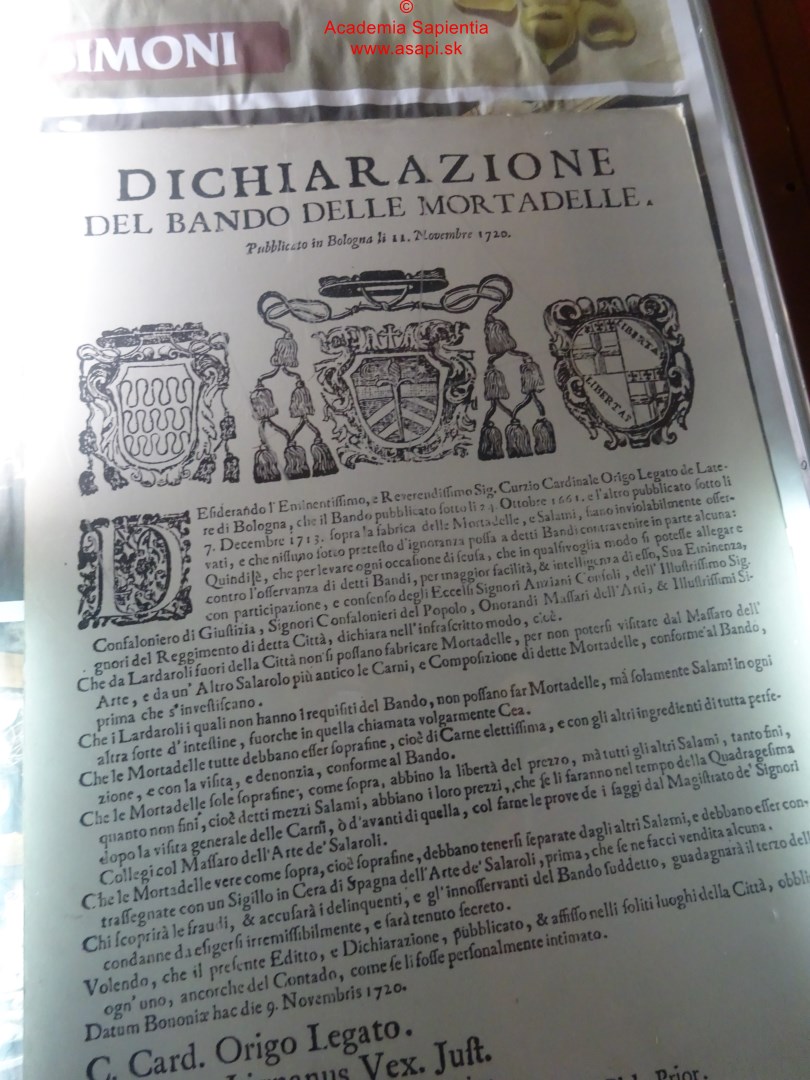 ©
Academia Sapientia
www.asapi.sk
SIMONI
DICHIARAZIONE
DEL BANDO DELLE MORTADELLE.
Pubblicato in Bologna li 11. Novembre 1720.
LIBERTA
LIBERTAS
DEſiderando l'Eminentiſſimo, e Reverendiſſimo Sig. Curzio Cardinale Origo Legato de Late-
re di Bologna, che il Bando pubblicato ſotto li 24. Ottobre 1661. e l'altro pubblicato ſotto li
7. Decembre 1713. ſopra la fabrica delle Mortadelle, e Salami, ſiano inviolabilmente oſſer-
vati, e che niſſuno ſotto preteſto d'ignoranza poſſa a detti Bandi contravenire in parte alcuna:
Quindi è, che per levare ogni occaſione di ſcuſa, che in qualſivoglia modo ſi poteſſe allegare
contro l'oſſervanza di detti Bandi, per maggior facilità, & intelligenza di eſſo, Sua Eminenza,
con participazione, e conſenſo degli Eccelſi Signori Anziani Conſoli, dell' Illuſtriſſimo Sig.
Confaloniero di Giuſtizia, Signori Confalonieri del Popolo, Onorandi Maſſari dell'Arti, & Illuſtriſſimi Si-
gnori del Reggimento di detta Città, dichiara nell'infraſcritto modo, cioè.
Che da Lardaroli fuori della Città non ſi poſſano fabricare Mortadelle, per non poterſi viſitare dal Maſſaro dell'
Arte, e da un' Altro Salarolo più antico le Carni, e Compoſizione di dette Mortadelle, conforme al Bando,
prima che s'inveſtiſcano.
Che i Lardaroli i quali non hanno i requiſiti del Bando, non poſſano far Mortadelle, mà ſolamente Salami in ogni
altra ſorte d'inteſtine, fuorche in quella chiamata volgarmente Cea.
Che le Mortadelle tutte debbano eſſer ſoprafine, cioè di Carne elettiſſima, e con gli altri ingredienti di tutta perfe-
zione, e con la viſita, e denonzia, conforme al Bando.
Che le Mortadelle ſole ſoprafine, come ſopra, abbino la libertà del prezzo, mà tutti gli altri Salami, tanto fini,
quanto non fini, cioè detti mezzi Salami, abbiano i loro prezzi, che ſe li faranno nel tempo della Quadrageſima
dopo la viſita generale delle Carni, ò d'avanti di quella, col farne le prove de i ſaggi dal Magiſtrato de' Signori
Collegi col Maſſaro dell'Arte de' Salaroli.
Che le Mortadelle vere come ſopra, cioè ſoprafine, debbano tenerſi ſeparate dagli altri Salami, e debbano eſſer con-
traſſegnate con un Sigillo in Cera di Spagna dell'Arte de' Salaroli, prima, che ſe ne facci vendita alcuna.
Chi ſcoprirà le fraudi, & accuſarà i delinquenti, e gl'innoſſervanti del Bando ſuddetto, guadagnarà il terzo delle
condanne da eſigerſi irremiſſibilmente, e ſarà tenuto ſecreto.
Volendo, che il preſente Editto, e Dichiarazione, pubblicato, & affiſſo nelli ſoliti luoghi della Città, obbli
ogn' uno, ancorche del Contado, come ſe li foſſe perſonalmente intimato.
Datum Bononiæ hac die 9. Novembris 1720.
C. Card. Origo Legato.
Vex. Juſt.
Prior.